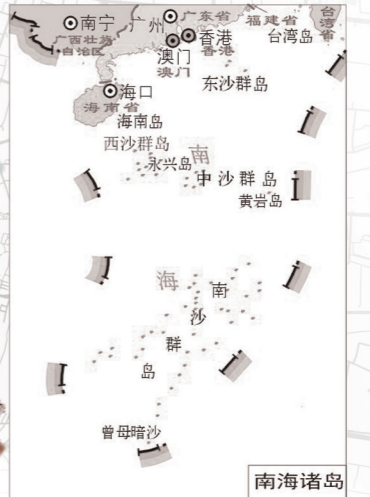 南宁
广西壮族
自治区
广州
广东省
福建省
台湾省
香港
香港
澳门
澳门
台湾岛
东沙群岛
海口
海南省
海南岛
西沙群岛
永兴岛
南海
中沙群岛
黄岩岛
南沙群岛
曾母暗沙
南海诸岛